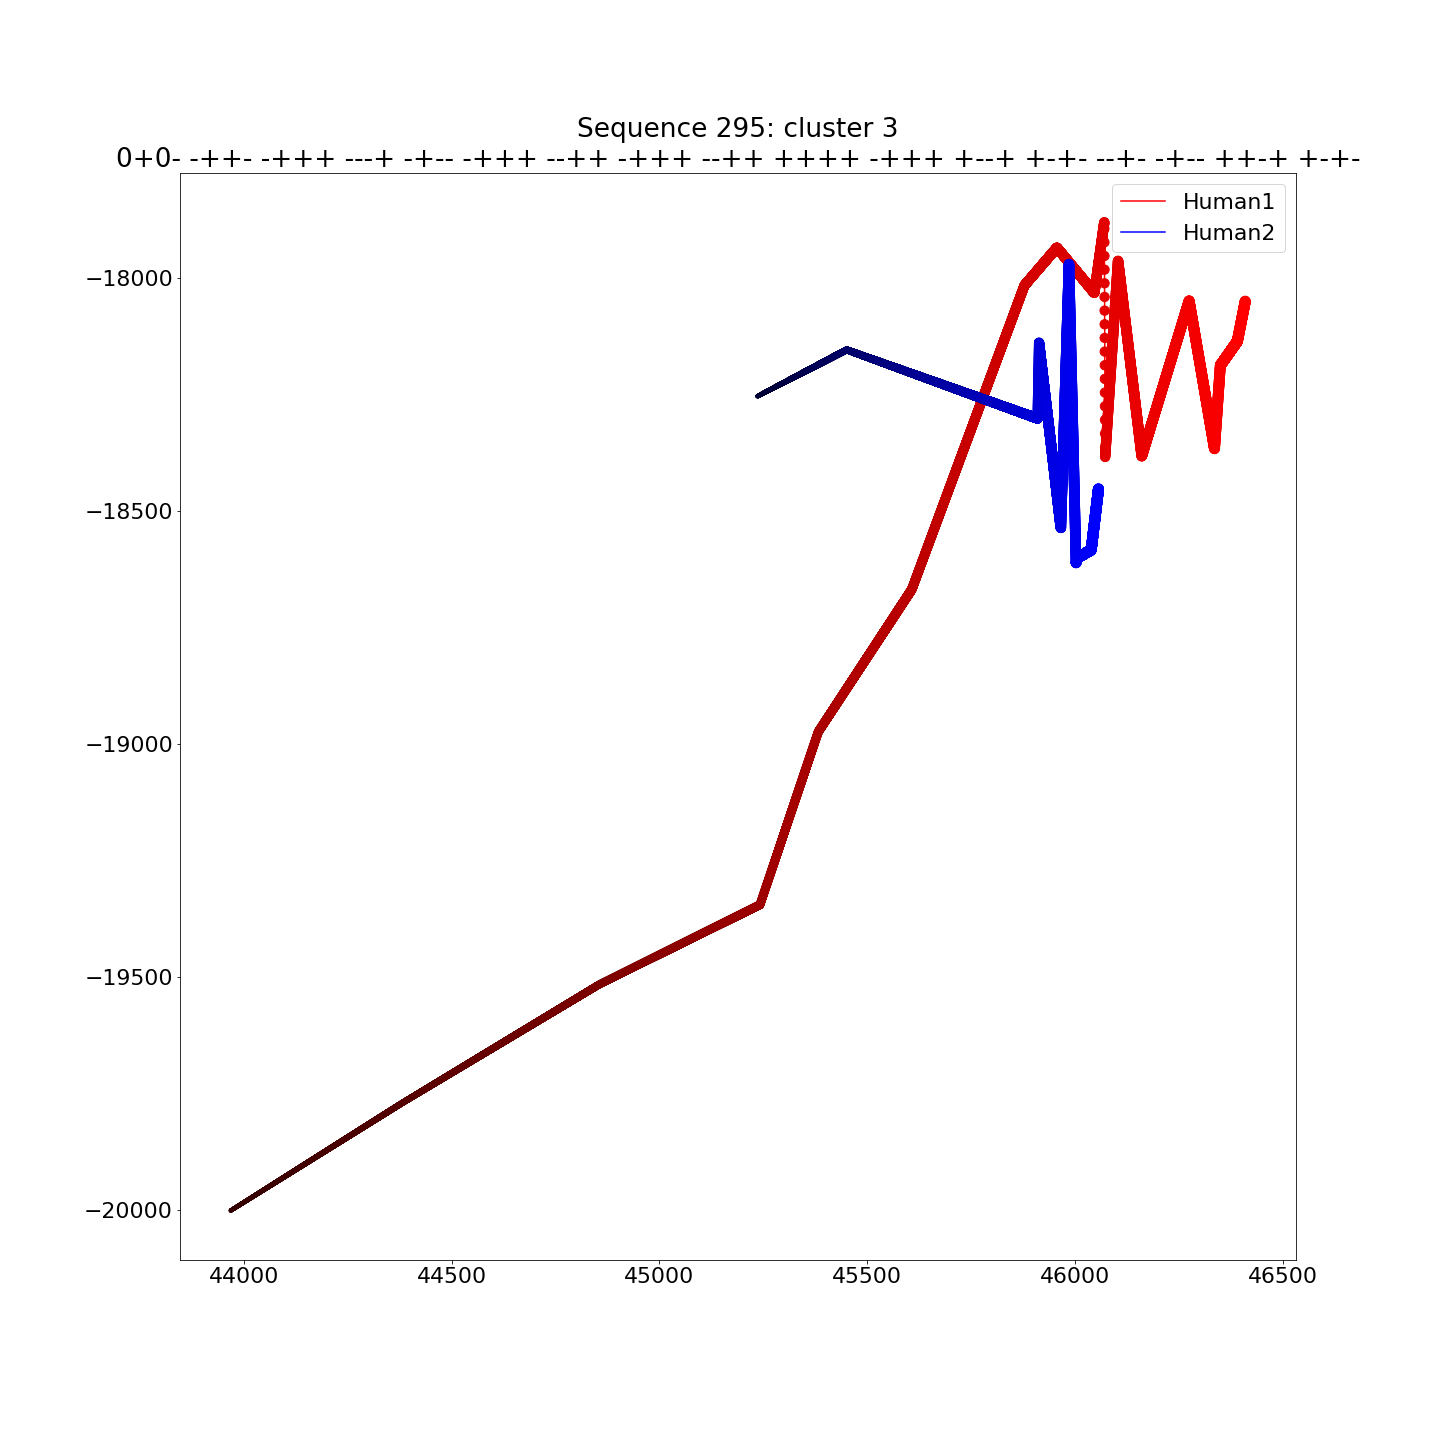 Sequence 295: cluster 3
0+0- -++- -+++ ---+ -+-- -+++ --++ -+++ --++ ++++ -+++ +--+ +-+- --+- -+-- ++-+ +-+-
Human1
Human2
−18000
−18500
−19000
−19500
−20000
44000 44500 45000 45500 46000 46500